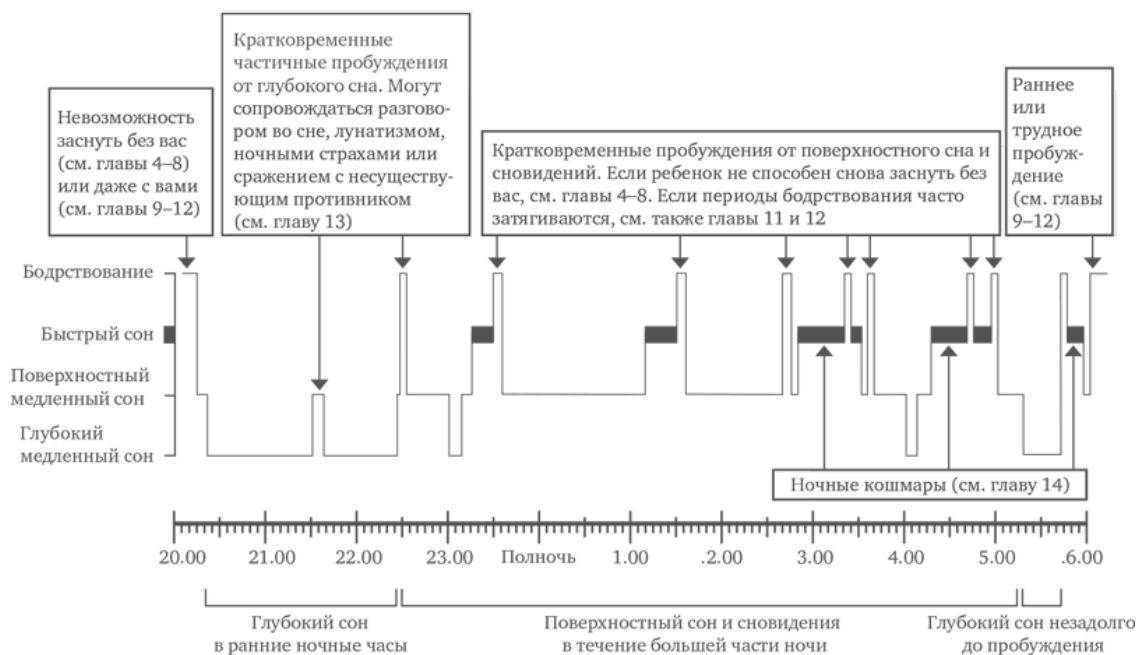 Невозможность
заснуть без вас
(см. главы 4–8)
или даже с вами
(см. главы 9–12)
Кратковременные
частичные пробуждения
от глубокого сна. Могут
сопровождаться разгово-
ром во сне, лунатизмом,
ночными страхами или
сражением с несуществу-
ющим противником
(см. главу 13)
Кратковременные пробуждения от поверхностного сна и
сновидений. Если ребенок не способен снова заснуть без
вас, см. главы 4–8. Если периоды бодрствования часто
затягиваются, см. также главы 11 и 12
Раннее
или
трудное
пробуж-
дение
(см. главы
9–12)
Бодрствование
Быстрый сон
Поверхностный
медленный сон
Глубокий
медленный сон
Ночные кошмары (см. главу 14)
20.00 21.00 22.00 23.00 Полночь 1.00 .2.00 3.00 4.00 5.00 .6.00
Глубокий сон
в ранние ночные часы
Поверхностный сон и сновидения
в течение большей части ночи
Глубокий сон незадолго
до пробуждения